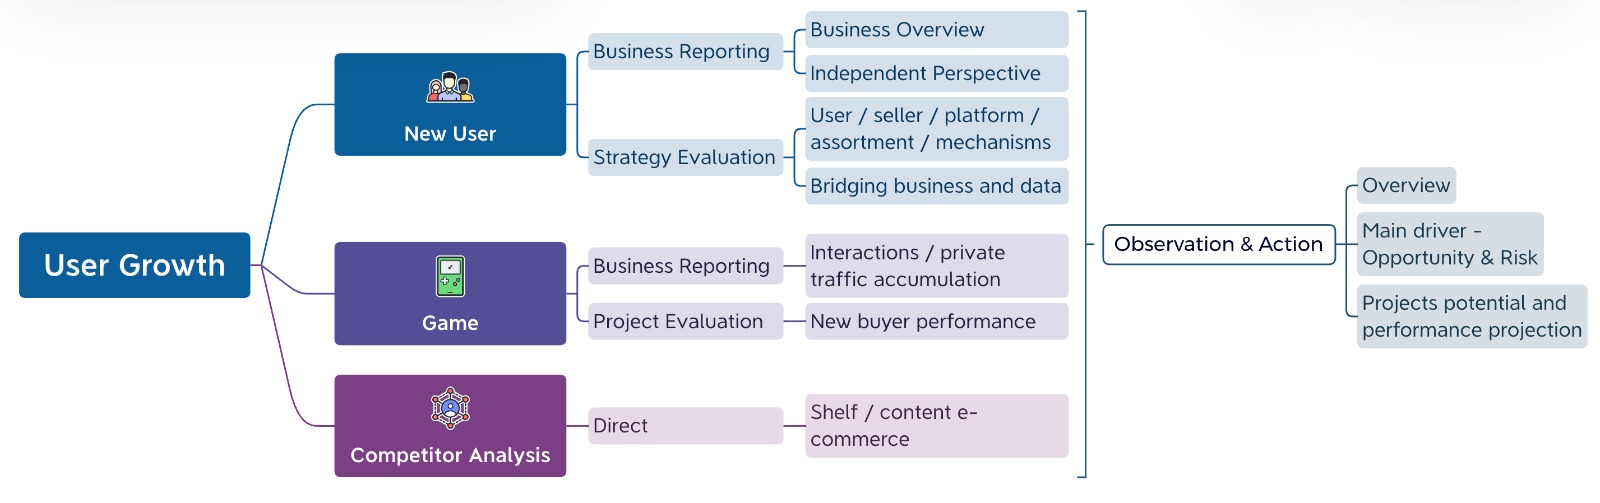 User Growth
New User
Business Reporting
Business Overview
Independent Perspective
Strategy Evaluation
User / seller / platform /
assortment / mechanisms
Bridging business and data
Game
Business Reporting
Interactions / private
traffic accumulation
Project Evaluation
New buyer performance
Competitor Analysis
Direct
Shelf / content e-
commerce
Observation & Action
Overview
Main driver -
Opportunity & Risk
Projects potential and
performance projection